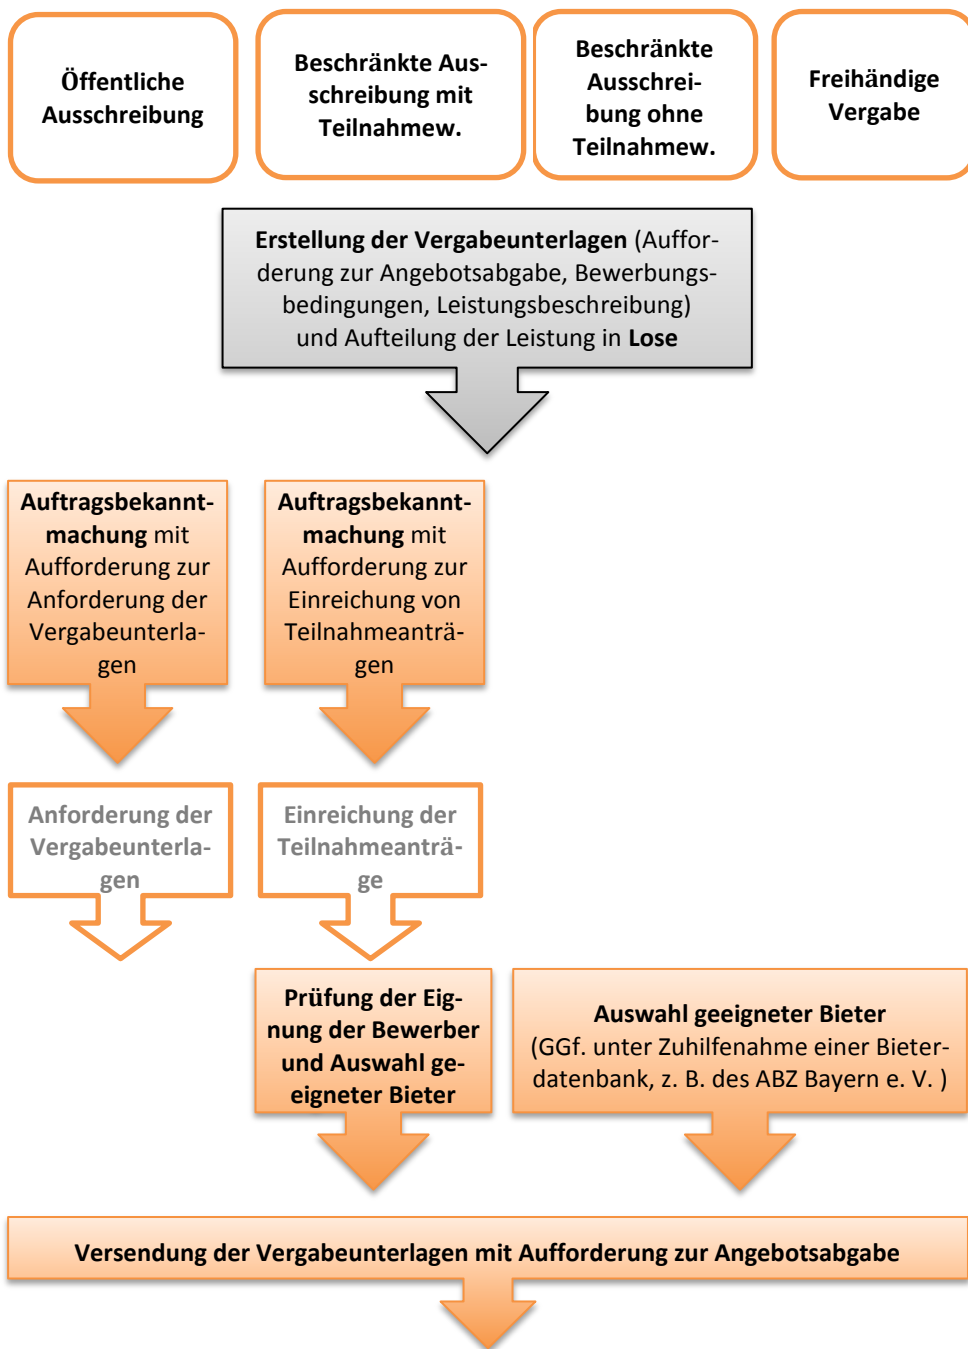 Öffentliche
Ausschreibung
Beschränkte Aus-
schreibung mit
Teilnahmew.
Beschränkte
Ausschrei-
bung ohne
Teilnahmew.
Freihändige
Vergabe
Erstellung der Vergabeunterlagen (Auffor-
derung zur Angebotsabgabe, Bewerbungs-
bedingungen, Leistungsbeschreibung)
und Aufteilung der Leistung in Lose
Auftragsbekannt-
machung mit
Aufforderung zur
Anforderung der
Vergabeunterla-
gen
Auftragsbekannt-
machung mit
Aufforderung zur
Einreichung von
Teilnahmeanträ-
gen
Anforderung der
Vergabeunterla-
gen
Einreichung der
Teilnahmeanträ-
ge
Prüfung der Eig-
nung der Bewerber
und Auswahl ge-
eigneter Bieter
Auswahl geeigneter Bieter
(GGf. unter Zuhilfenahme einer Bieter-
datenbank, z. B. des ABZ Bayern e. V. )
Versendung der Vergabeunterlagen mit Aufforderung zur Angebotsabgabe